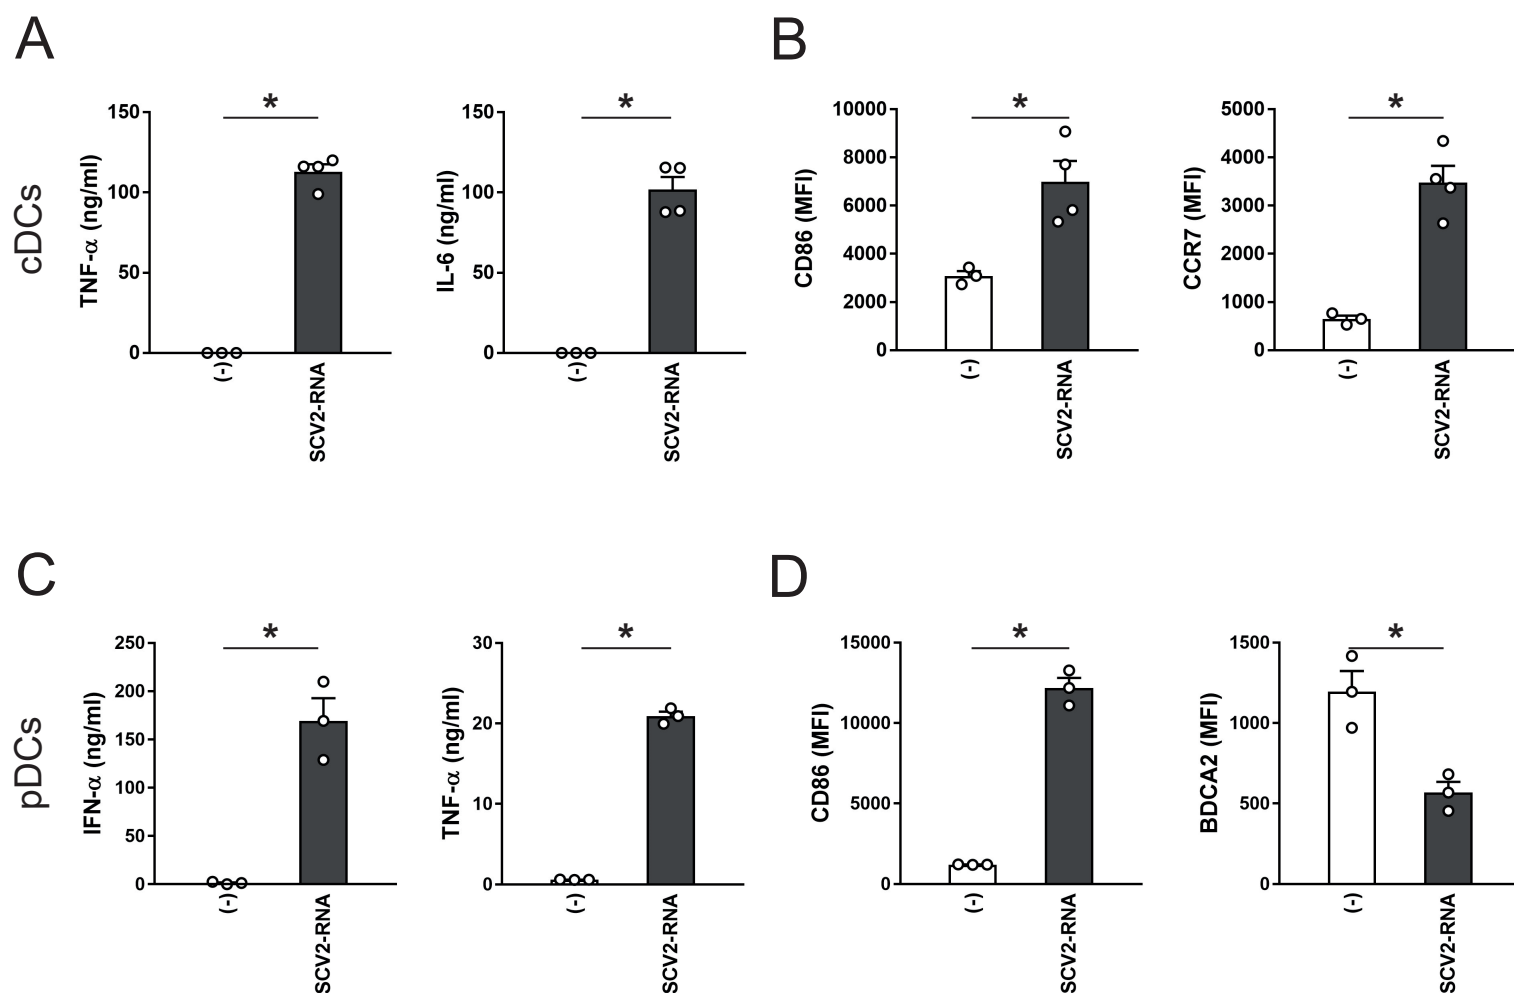 A
B
cDCs
TNF-α (ng/ml)
150
100
50
0
*
(-)
SCV2-RNA
IL-6 (ng/ml)
150
100
50
0
*
(-)
SCV2-RNA
CD86 (MFI)
10000
8000
6000
4000
2000
0
*
(-)
SCV2-RNA
CCR7 (MFI)
5000
4000
3000
2000
1000
0
*
(-)
SCV2-RNA
C
D
pDCs
IFN-α (ng/ml)
250
200
150
100
50
0
*
(-)
SCV2-RNA
TNF-α (ng/ml)
30
20
10
0
*
(-)
SCV2-RNA
CD86 (MFI)
15000
10000
5000
0
*
(-)
SCV2-RNA
BDCA2 (MFI)
1500
1000
500
0
*
(-)
SCV2-RNA